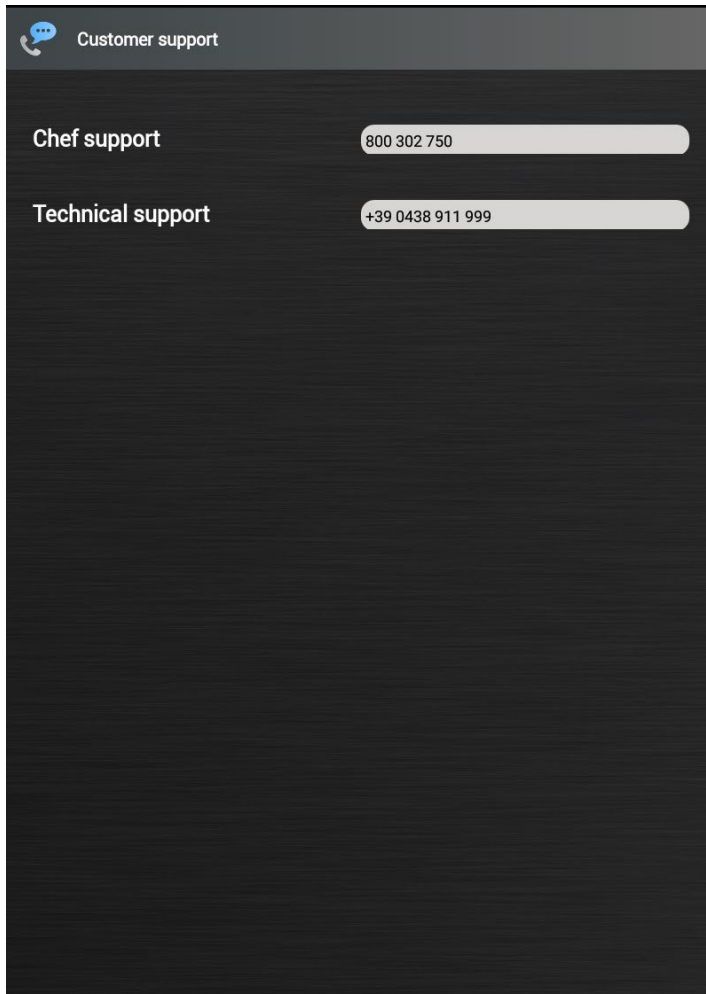 Customer support
Chef support 800 302 750
Technical support +39 0438 911 999